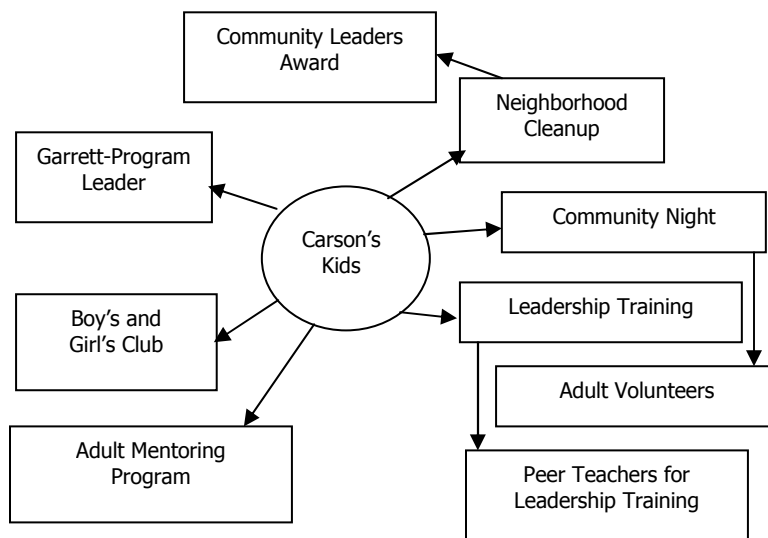 Community Leaders
Award
Neighborhood
Cleanup
Garrett-Program
Leader
Community Night
Carson’s
Kids
Leadership Training
Boy’s and
Girl’s Club
Adult Volunteers
Adult Mentoring
Program
Peer Teachers for
Leadership Training